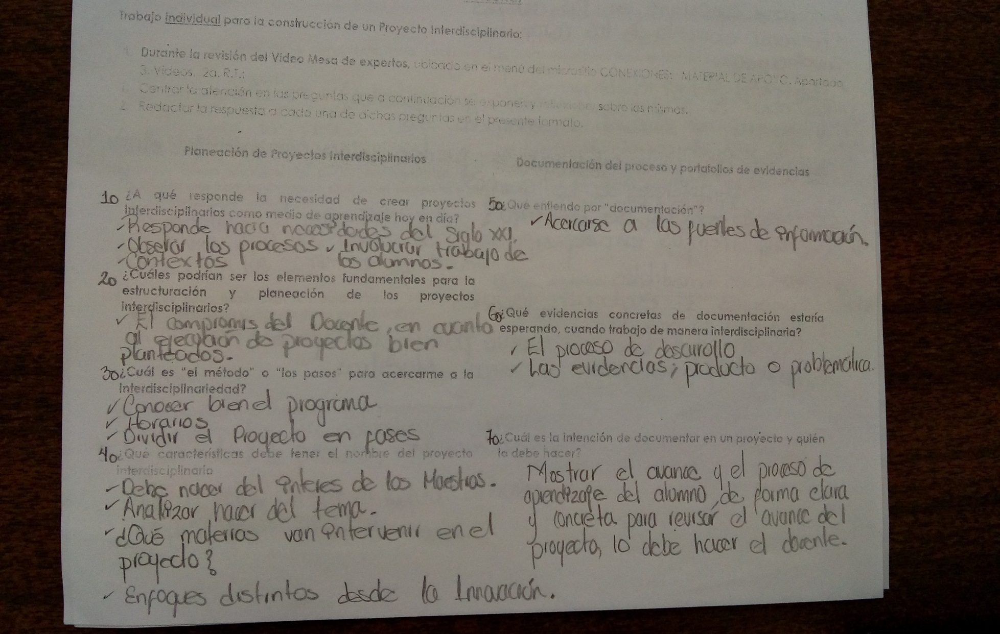 Trabajo individual para la construcción de un Proyecto Interdisciplinario:
Durante la revisión del Video Mesa de expertos, ubicado en el menú del micrositio CONEXIONES: MATERIAL DE APOYO. Apartado
3. Videos. 2a. R.T.:
Centrar la atención en las preguntas que a continuación se exponen y sobre las mismas.
2. Redactar la respuesta a cada una de dichas preguntas en el presente formato.
Planeación de Proyectos Interdisciplinarios
1o ¿A qué responde la necesidad de crear proyectos
Interdisciplinarios como medio de aprendizaje hoy en día?
-Responde hacia necesidades del siglo XXI.
-Observar los procesos ✓ Involucrar trabajo de
-Contextos los alumnos.
2o ¿Cuáles podrían ser los elementos fundamentales para la
estructuración y planeación de los proyectos
interdisciplinarios?
✓ El compromis del Docente, en cuanto
al ejecución de proyectos bien
planteados.
3o ¿Cuál es "el método" o "los pasos" para acercarme a la
interdisciplinariedad?
✓ Conocer bien el programa
✓ Horarios
✓ Dividir el Proyecto en fases
4o ¿Qué características debe tener el nombre del proyecto
interdisciplinario
✓ Debe nacer del interes de los Maestros.
✓ Analizar hacer del tema.
✓ ¿Qué materias van intervenir en el
proyecto?
✓ Enfoques distintos desde la Innovación.
Documentación del proceso y portafolios de evidencias
5o ¿Qué entiendo por "documentación"?
✓ Acercarse a las fuentes de información.
6o ¿Qué evidencias concretas de documentación estaría
esperando, cuando trabajo de manera interdisciplinaria?
✓ El proceso de desarrollo
✓ Las evidencias; producto o problemática.
7o ¿Cuál es la intención de documentar en un proyecto y quién
la debe hacer?
Mostrar el avance y el proceso de
aprendizaje del alumno, de forma clara
y concreta para revisar el avance del
proyecto, lo debe hacer el docente.